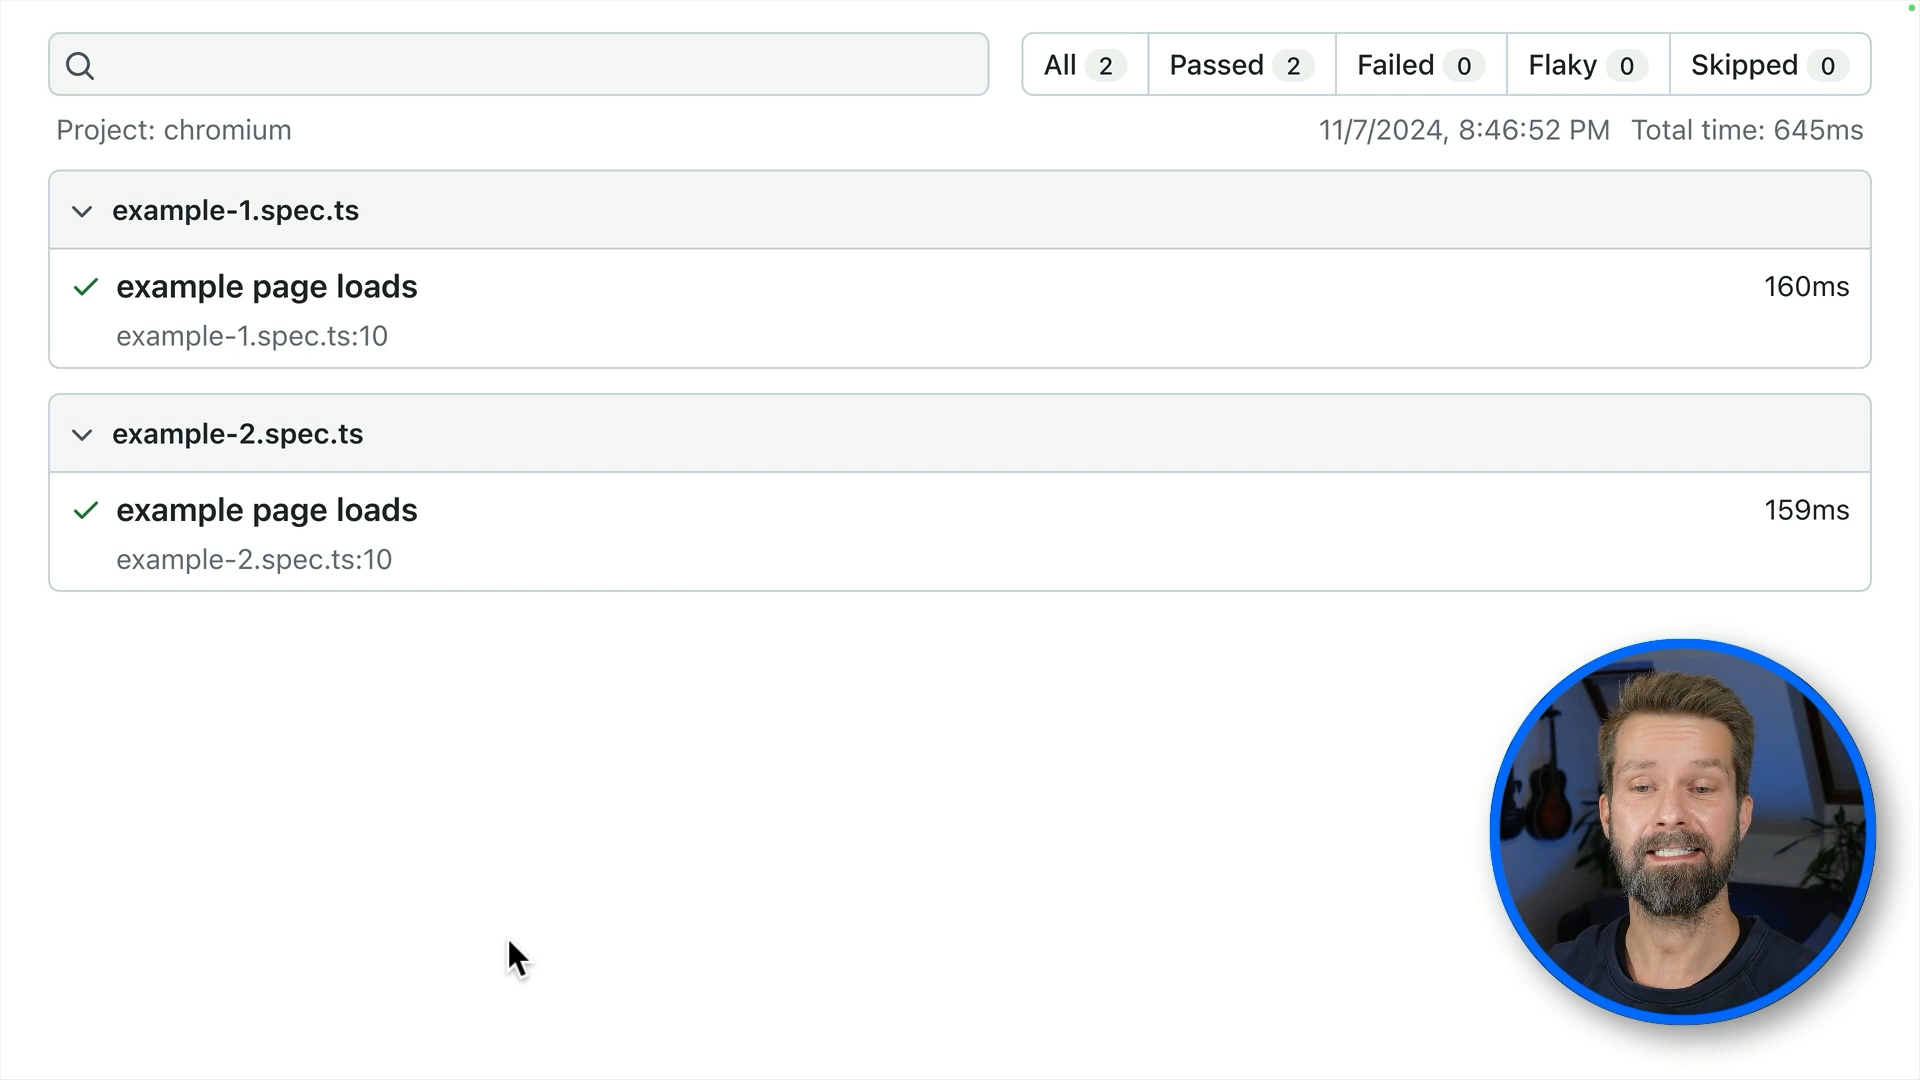 All 2 Passed 2 Failed 0 Flaky 0 Skipped 0
Project: chromium 11/7/2024, 8:46:52 PM Total time: 645ms
example-1.spec.ts
example page loads 160ms
example-1.spec.ts:10
example-2.spec.ts
example page loads 159ms
example-2.spec.ts:10